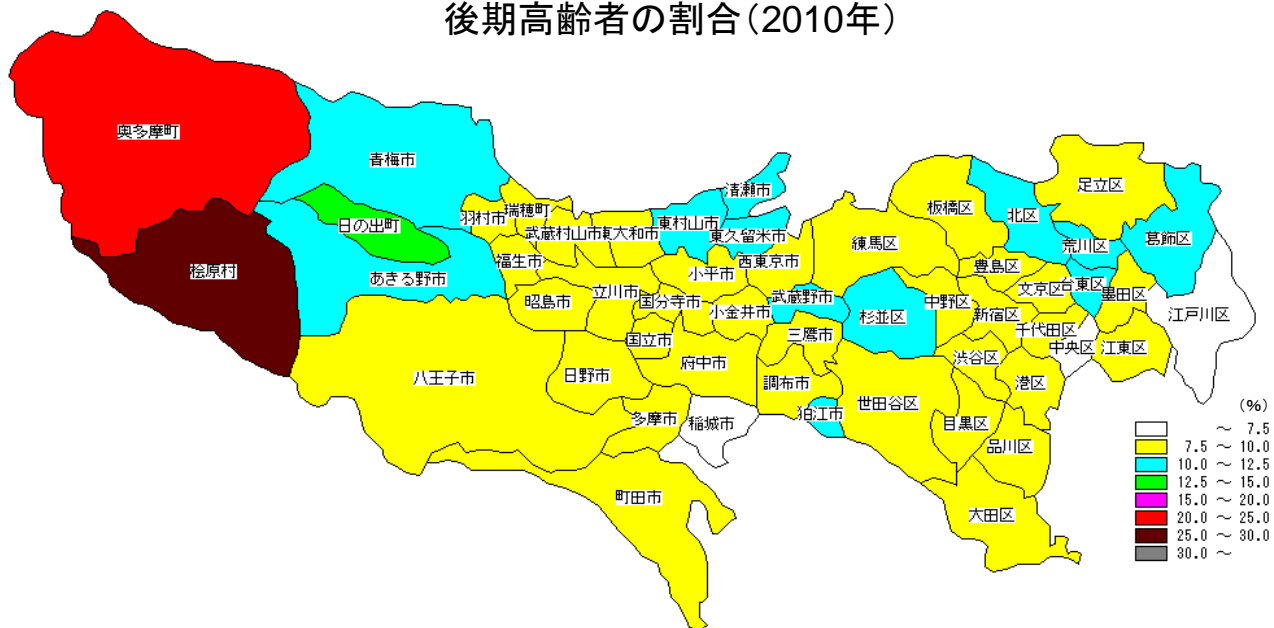 後期高齢者の割合(2010年)
奥多摩町
青梅市
清瀬市
足立区
瑞穂町
羽村市
板橋区
北区
日の出町
武蔵村山市
東大和市
東村山市
東久留米市
練馬区
荒川区
葛飾区
桧原村
あきる野市
福生市
小平市
西東京市
豊島区
文京区
台東区
墨田区
昭島市
立川市
国分寺市
小金井市
武蔵野市
杉並区
中野区
新宿区
千代田区
江戸川区
国立市
三鷹市
中央区
江東区
八王子市
日野市
府中市
調布市
渋谷区
港区
世田谷区
多摩市
稲城市
狛江市
目黒区
品川区
町田市
大田区
(%)
~ 7.5
7.5 ~ 10.0
10.0 ~ 12.5
12.5 ~ 15.0
15.0 ~ 20.0
20.0 ~ 25.0
25.0 ~ 30.0
30.0 ~